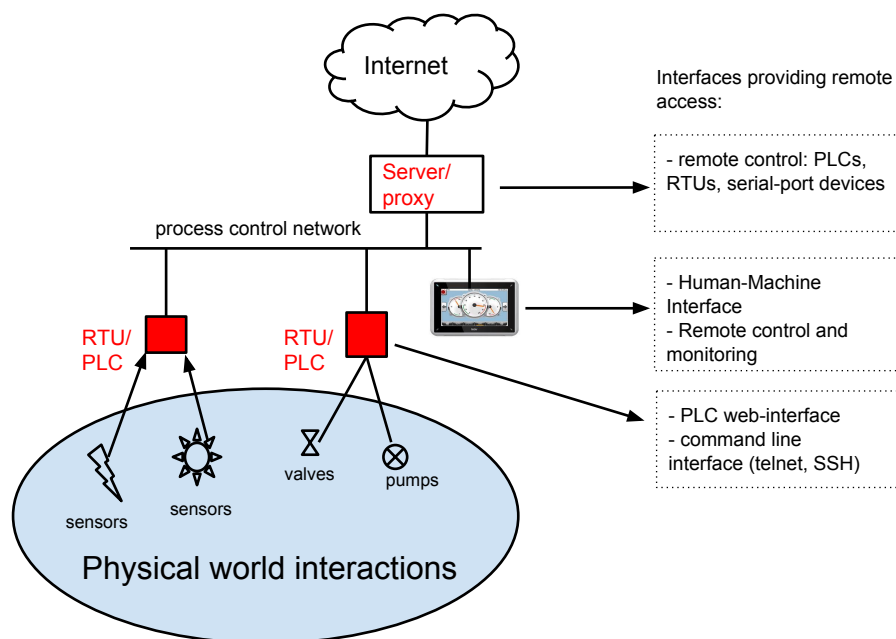 Internet
Interfaces providing remote
access:
Server/
proxy
- remote control: PLCs,
RTUs, serial-port devices
process control network
- Human-Machine
Interface
- Remote control and
monitoring
RTU/
PLC
RTU/
PLC
- PLC web-interface
- command line
interface (telnet, SSH)
valves
pumps
sensors
sensors
Physical world interactions